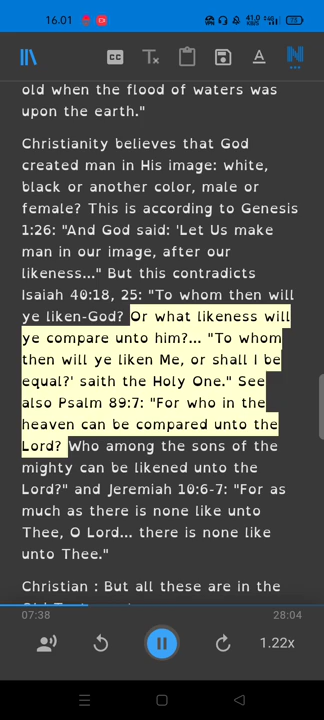 16.01
41.0 KB/S
CC
T
A
N
old when the flood of waters was
upon the earth."
Christianity believes that God
created man in His image: white,
black or another color, male or
female? This is according to Genesis
1:26: "And God said: 'Let Us make
man in our image, after our
likeness..." But this contradicts
Isaiah 40:18, 25: "To whom then will
ye liken-God? Or what likeness will
ye compare unto him?... "To whom
then will ye liken Me, or shall I be
equal?' saith the Holy One." See
also Psalm 89:7: "For who in the
heaven can be compared unto the
Lord? Who among the sons of the
mighty can be likened unto the
Lord?" and Jeremiah 10:6-7: "For as
much as there is none like unto
Thee, O Lord... there is none like
unto Thee."
Christian : But all these are in the
07:38
28:04
1.22x